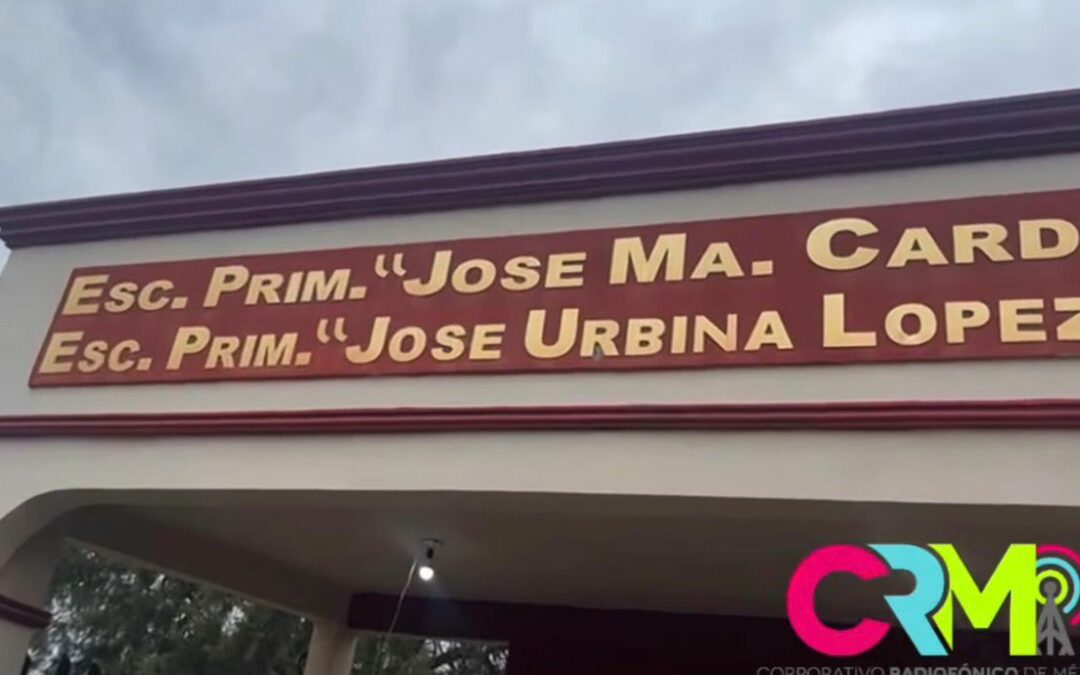 ESC. PRIM. "JOSE MA. CARD
ESC. PRIM. "JOSE URBINA LOPEZ
CRM
CORPORATIVO RADIOFÓNICO DE MÉ